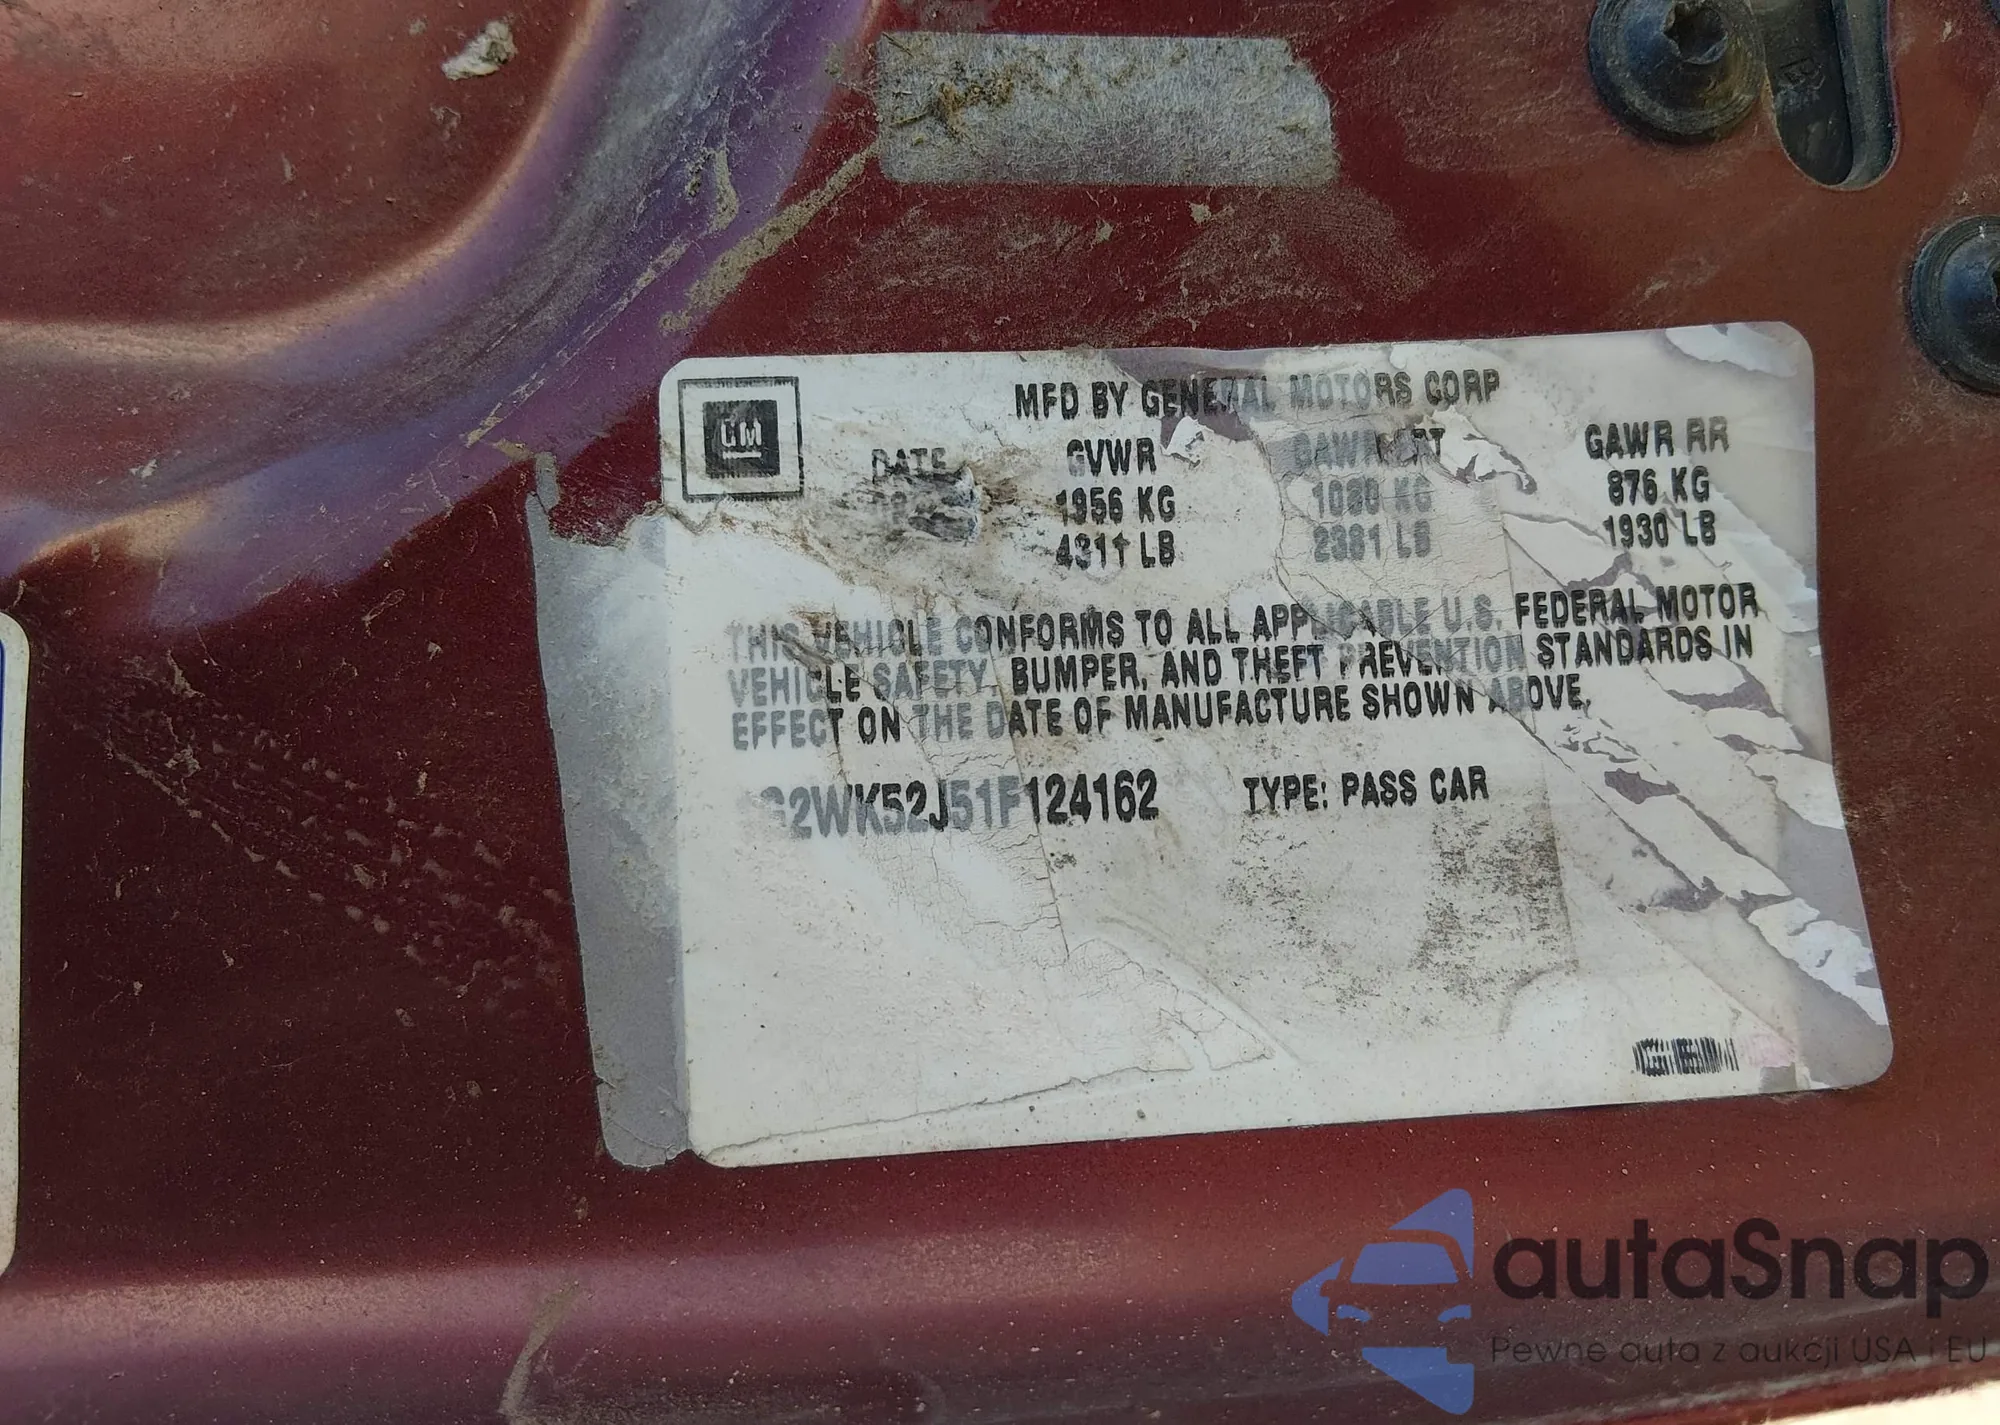 MFD BY GENERAL MOTORS CORP
GM
DATE GVWR GAWR FRT GAWR RR
1956 KG 1080 KG 876 KG
4311 LB 2381 LB 1930 LB
THIS VEHICLE CONFORMS TO ALL APPLICABLE U.S. FEDERAL MOTOR
VEHICLE SAFETY, BUMPER, AND THEFT PREVENTION STANDARDS IN
EFFECT ON THE DATE OF MANUFACTURE SHOWN ABOVE.
G2WK52J51F124162 TYPE: PASS CAR
autoSnap
Pewne auta z aukcji USA i EU